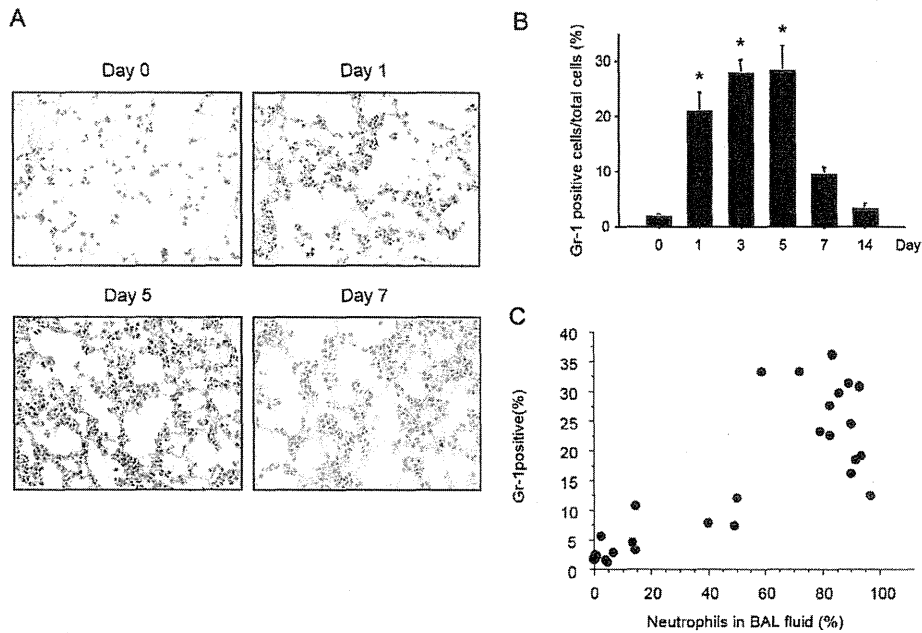 A
Day 0
Day 1
Day 5
Day 7
B
Gr-1 positive cells/total cells (%)
30
20
10
0
*
*
*
0 1 3 5 7 14 Day
C
Gr-1positive(%)
40
35
30
25
20
15
10
5
0
0 20 40 60 80 100
Neutrophils in BAL fluid (%)